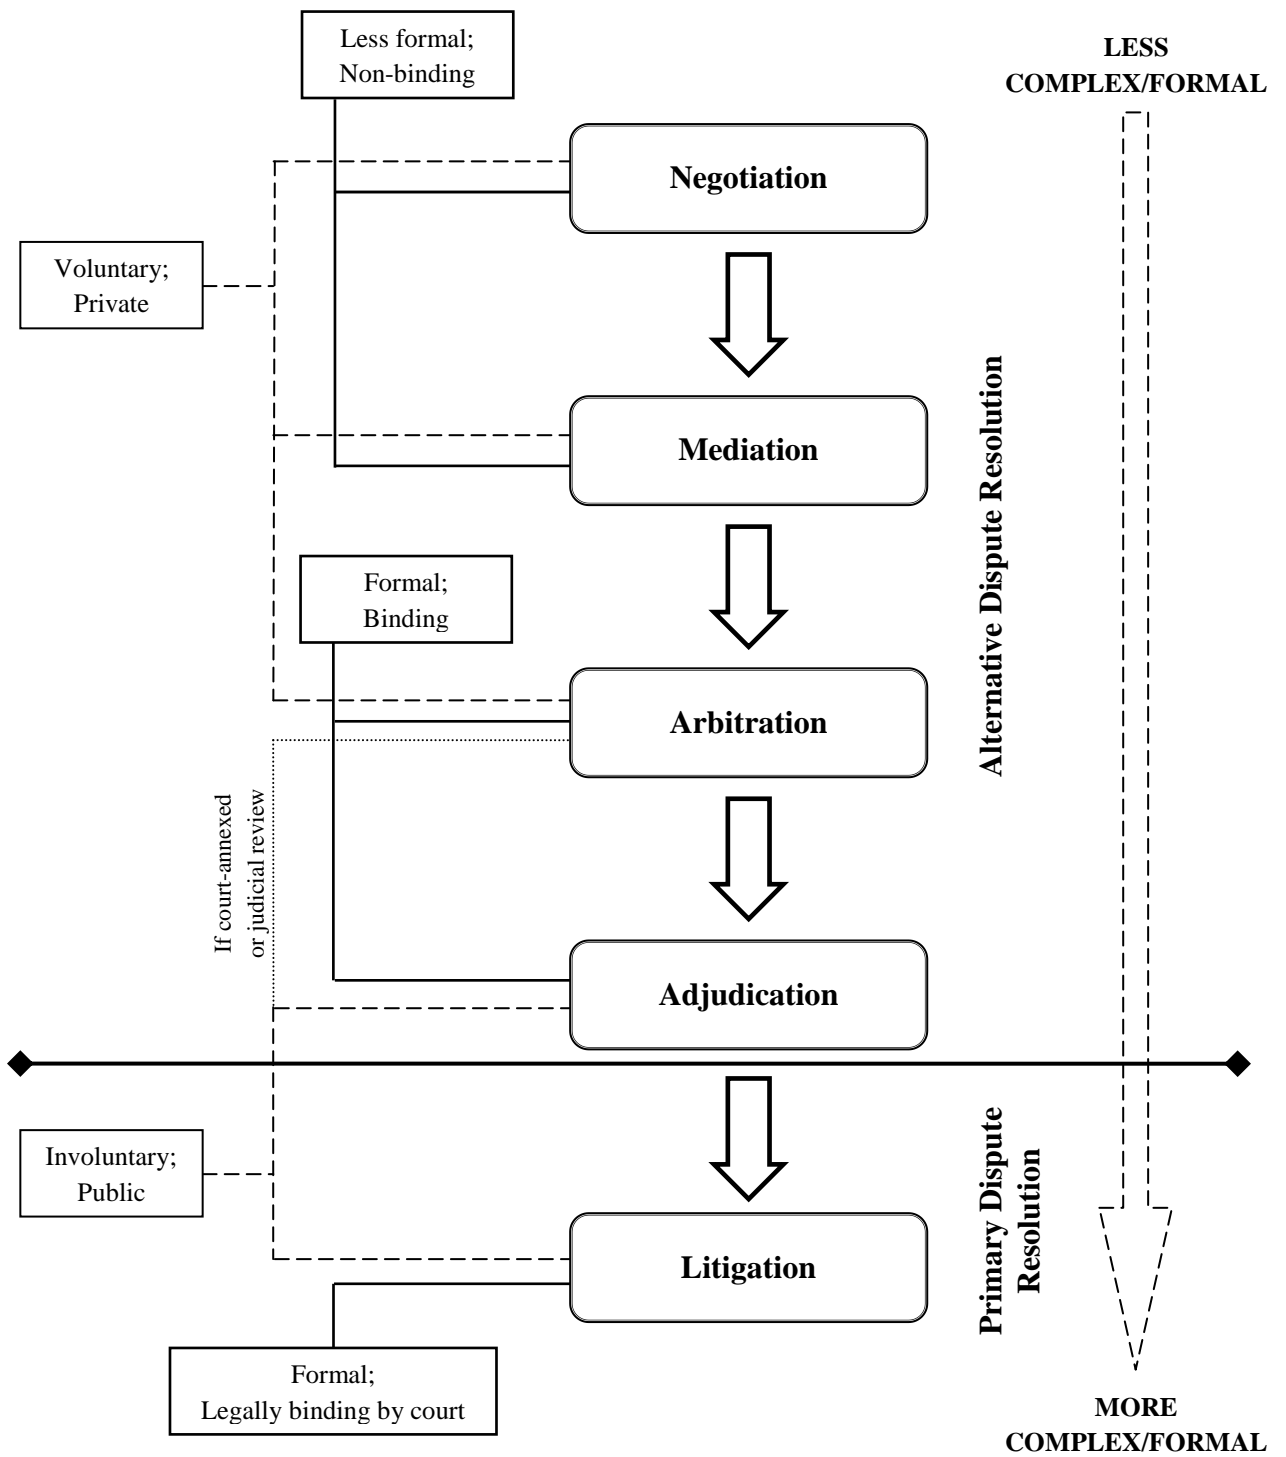 Less formal;
Non-binding
LESS
COMPLEX/FORMAL
Negotiation
Voluntary;
Private
Mediation
Alternative Dispute Resolution
Formal;
Binding
Arbitration
If court-annexed
or judicial review
Adjudication
Involuntary;
Public
Primary Dispute
Resolution
Litigation
Formal;
Legally binding by court
MORE
COMPLEX/FORMAL